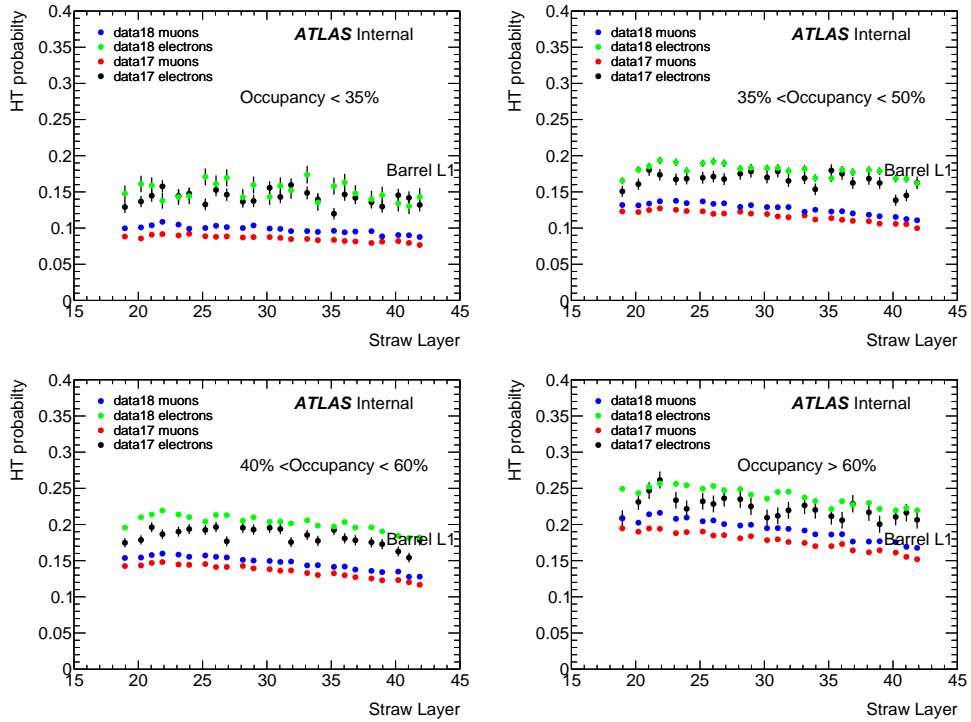 HT probabilty
0.4
0.35
0.3
0.25
0.2
0.15
0.1
0.05
0
data18 muons
data18 electrons
data17 muons
data17 electrons
ATLAS Internal
Occupancy < 35%
Barrel L1
15 20 25 30 35 40 45
Straw Layer
HT probabilty
0.4
0.35
0.3
0.25
0.2
0.15
0.1
0.05
0
data18 muons
data18 electrons
data17 muons
data17 electrons
ATLAS Internal
35% <Occupancy < 50%
Barrel L1
15 20 25 30 35 40 45
Straw Layer
HT probabilty
0.4
0.35
0.3
0.25
0.2
0.15
0.1
0.05
0
data18 muons
data18 electrons
data17 muons
data17 electrons
ATLAS Internal
40% <Occupancy < 60%
Barrel L1
15 20 25 30 35 40 45
Straw Layer
HT probabilty
0.4
0.35
0.3
0.25
0.2
0.15
0.1
0.05
0
data18 muons
data18 electrons
data17 muons
data17 electrons
ATLAS Internal
Occupancy > 60%
Barrel L1
15 20 25 30 35 40 45
Straw Layer